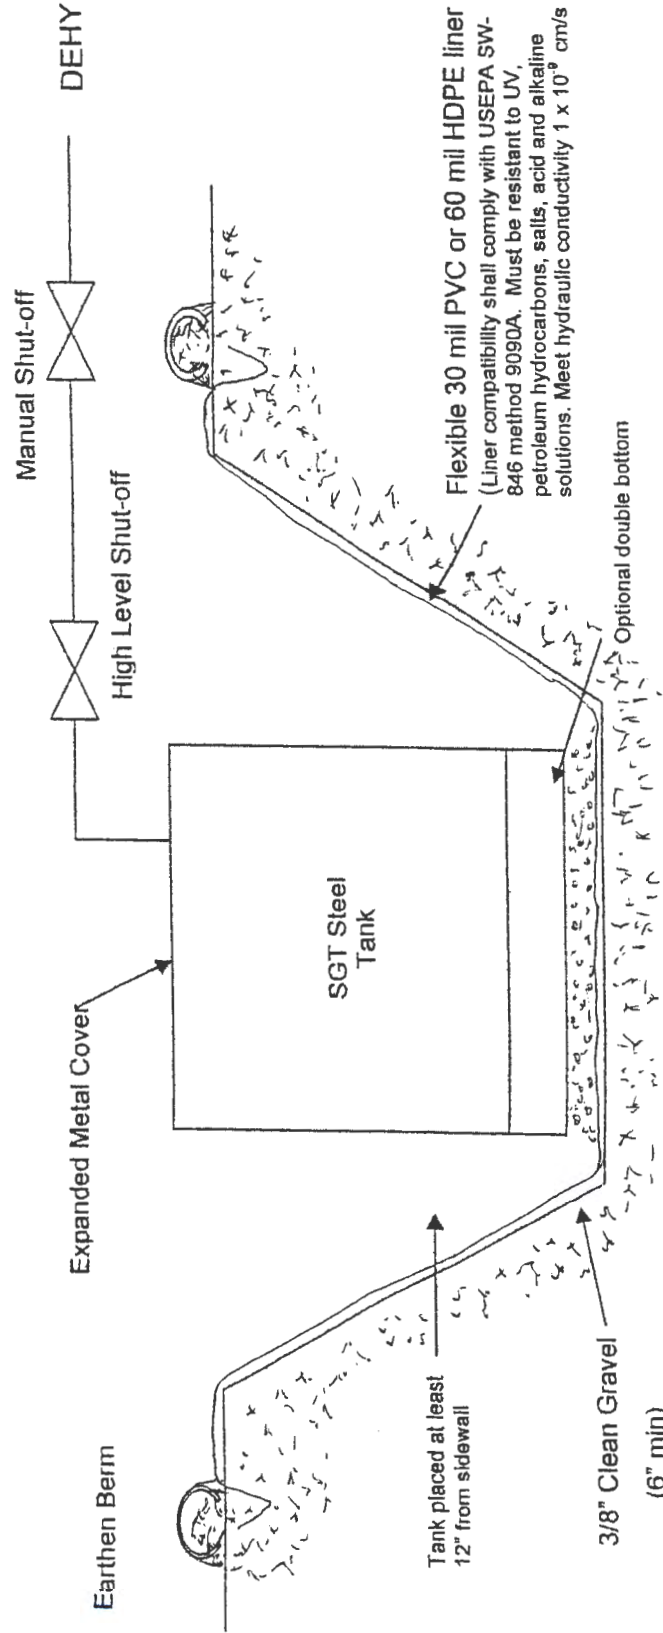 DEHY
Manual Shut-off
High Level Shut-off
Expanded Metal Cover
Earthen Berm
SGT Steel
Tank
Flexible 30 mil PVC or 60 mil HDPE liner
(Liner compatibility shall comply with USEPA SW-
846 method 9090A. Must be resistant to UV,
petroleum hydrocarbons, salts, acid and alkaline
solutions. Meet hydraulic conductivity 1 x 10⁻⁹ cm/s
Optional double bottom
Tank placed at least
12" from sidewall
3/8" Clean Gravel
(6" min)